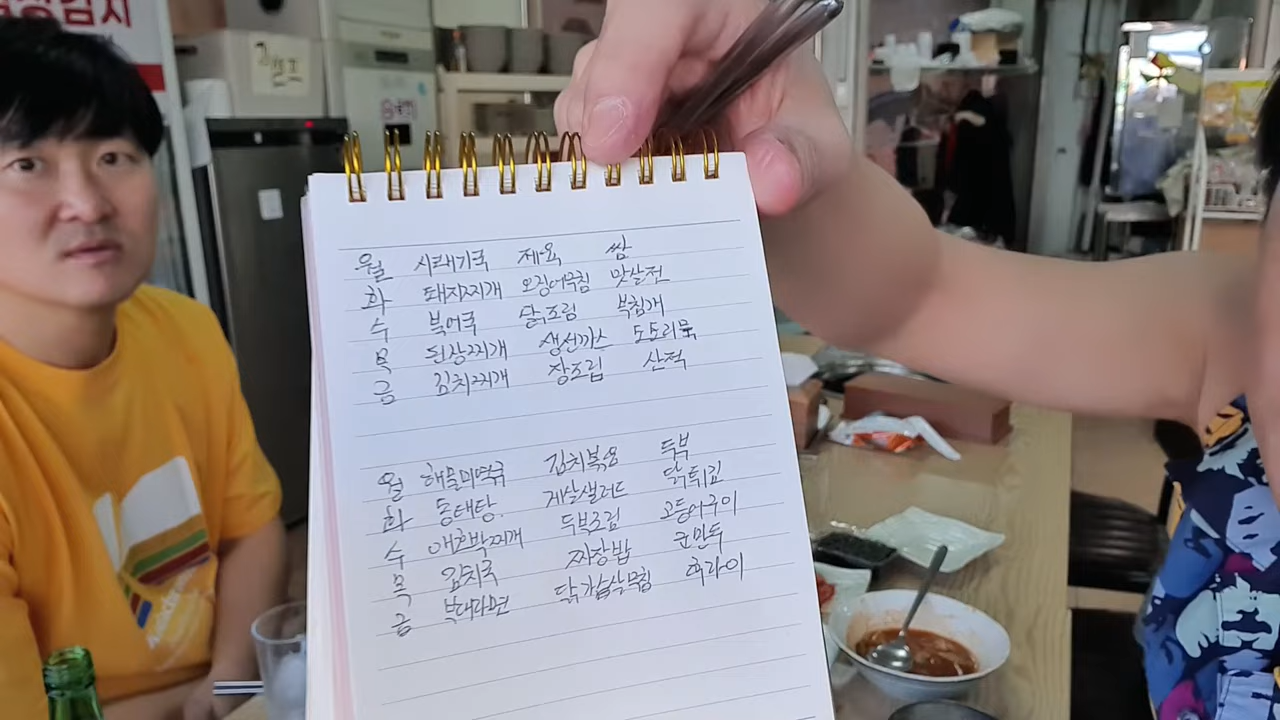 월 시래기국 제육 쌈
화 돼지찌개 오징어무침 맛살전
수 북어국 닭조림 부침개
목 된장찌개 생선까스 도토리묵
금 김치찌개 장조림 산적
월 해물미역국 김치볶음 두부
화 동태탕 게살샐러드 닭튀김
수 애호박찌개 두부조림 고등어구이
목 김치국 짜장밥 군만두
금 부대라면 닭가슴살무침 후라이